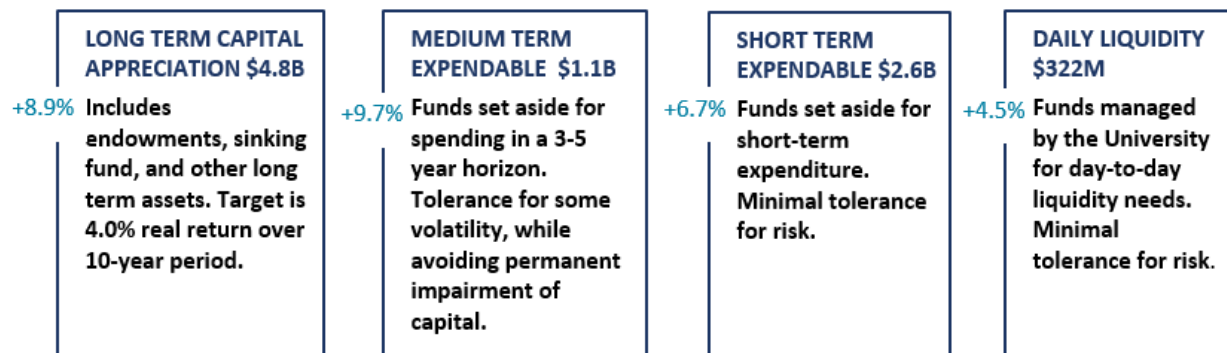 LONG TERM CAPITAL
APPRECIATION $4.8B
+8.9%
Includes
endowments, sinking
fund, and other long
term assets. Target is
4.0% real return over
10-year period.
MEDIUM TERM
EXPENDABLE $1.1B
+9.7%
Funds set aside for
spending in a 3-5
year horizon.
Tolerance for some
volatility, while
avoiding permanent
impairment of
capital.
SHORT TERM
EXPENDABLE $2.6B
+6.7%
Funds set aside for
short-term
expenditure.
Minimal tolerance
for risk.
DAILY LIQUIDITY
$322M
+4.5%
Funds managed
by the University
for day-to-day
liquidity needs.
Minimal
tolerance for risk.